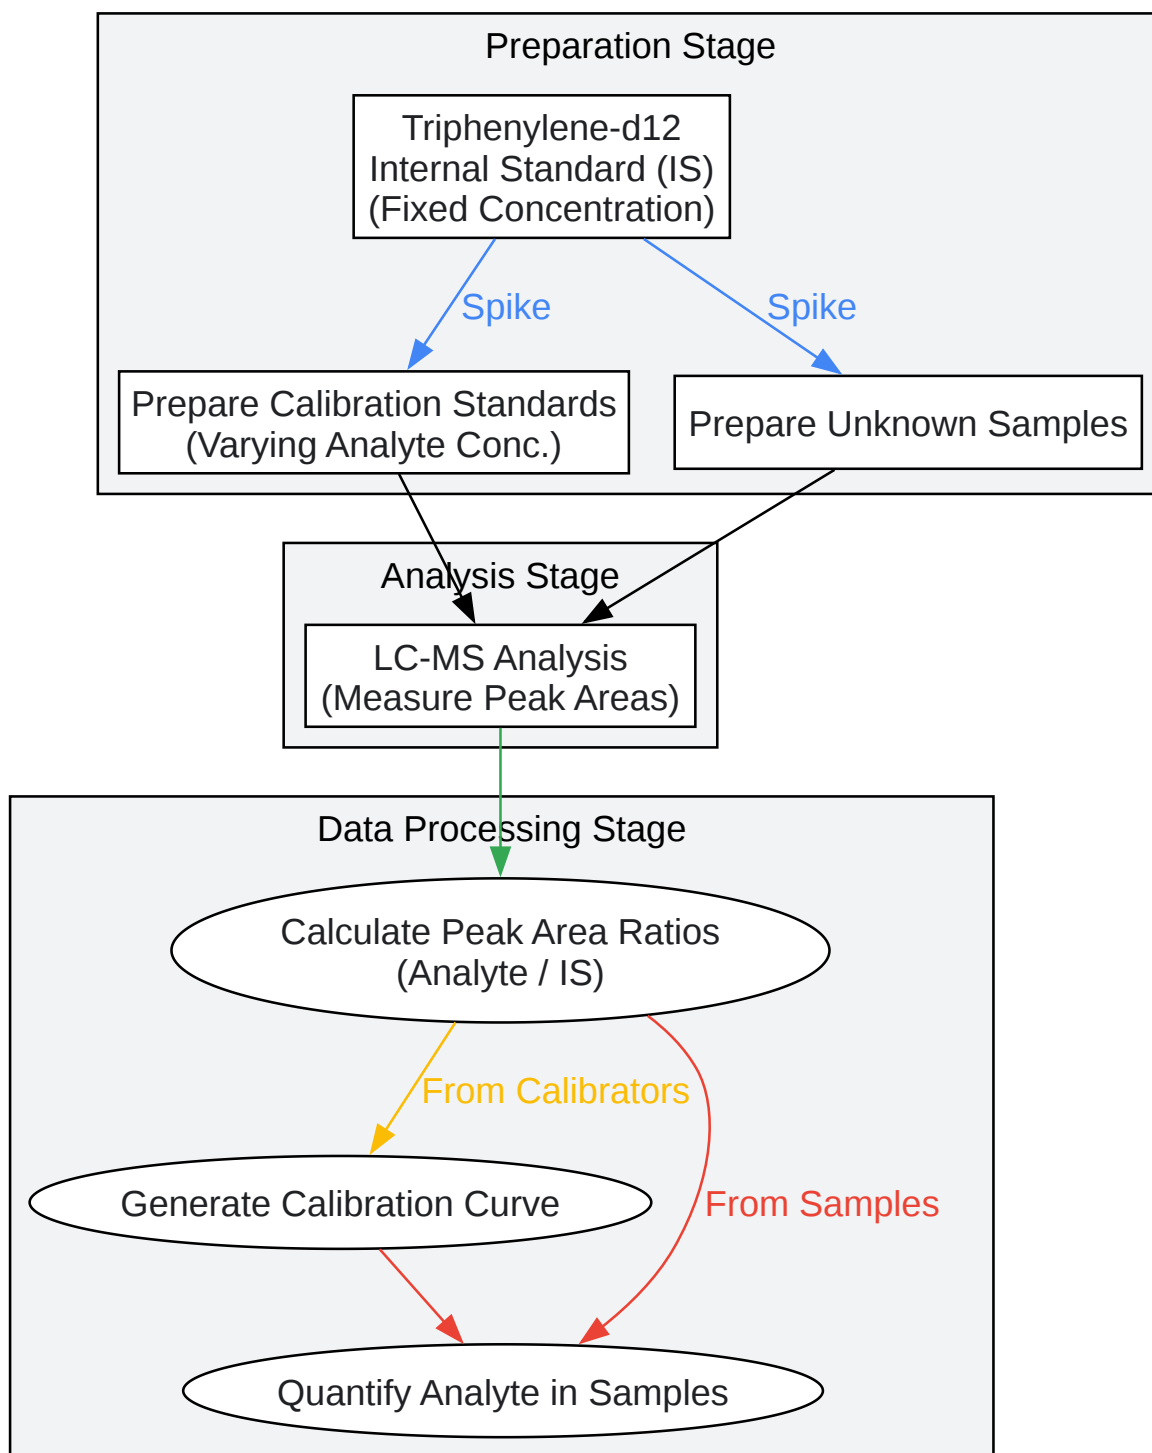 Preparation Stage
Triphenylene-d12
Internal Standard (IS)
(Fixed Concentration)
Spike
Spike
Prepare Calibration Standards
(Varying Analyte Conc.)
Prepare Unknown Samples
Analysis Stage
LC-MS Analysis
(Measure Peak Areas)
Data Processing Stage
Calculate Peak Area Ratios
(Analyte / IS)
From Calibrators
Generate Calibration Curve
From Samples
Quantify Analyte in Samples